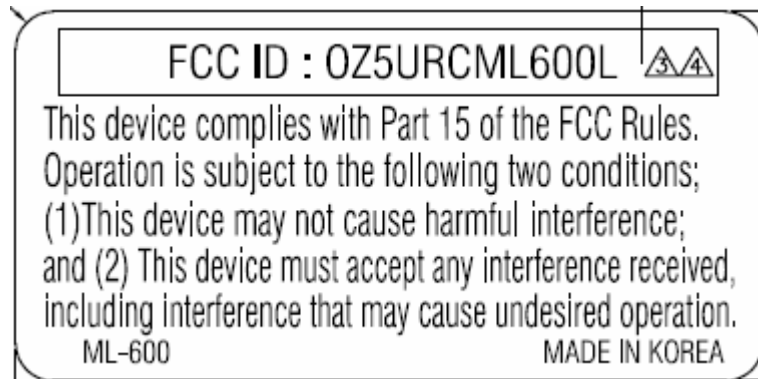 FCC ID : OZ5URCML600L 3 4
This device complies with Part 15 of the FCC Rules.
Operation is subject to the following two conditions;
(1)This device may not cause harmful interference;
and (2) This device must accept any interference received,
including interference that may cause undesired operation.
ML-600 MADE IN KOREA